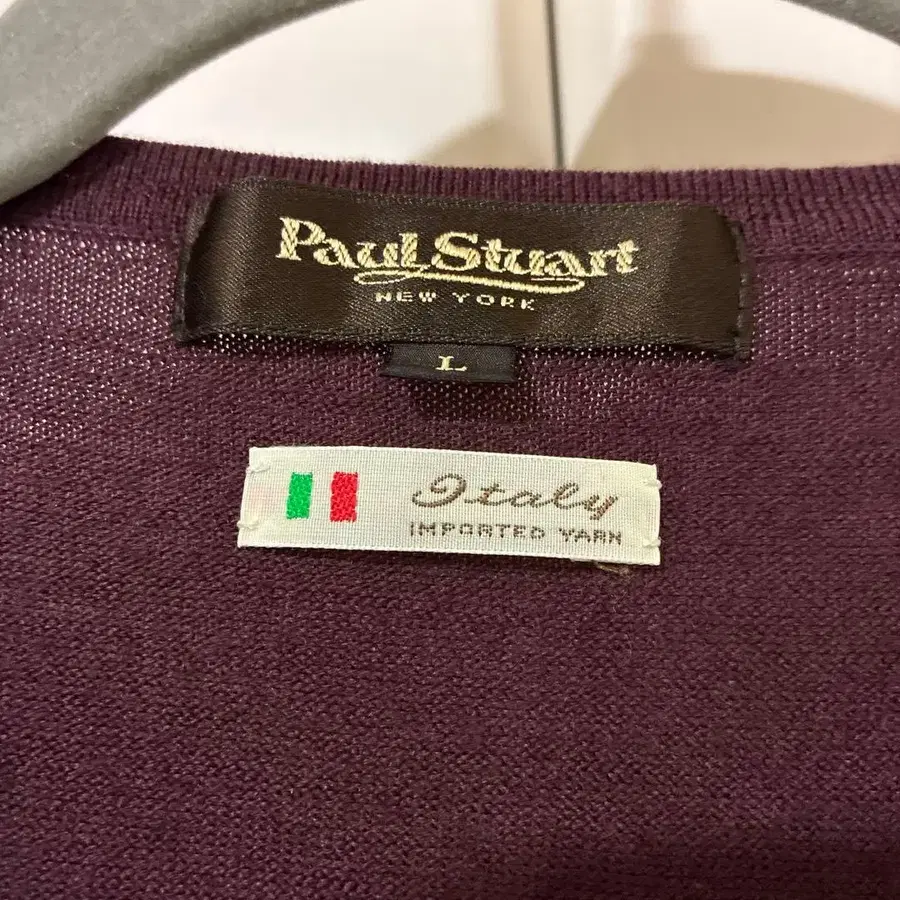 Paul Stuart
NEW YORK
L
Italy
IMPORTED YARN